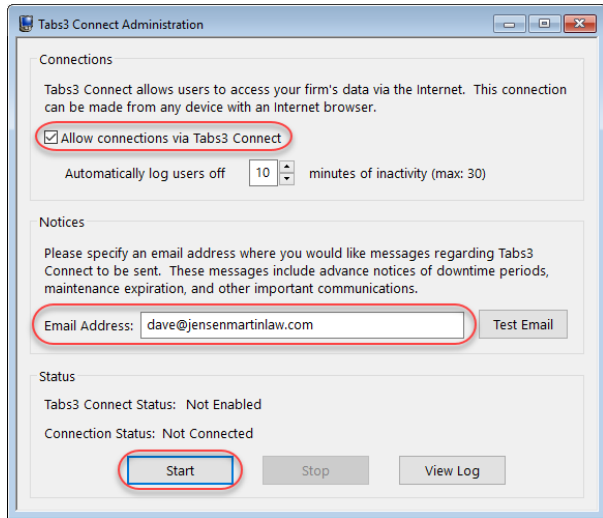 Tabs3 Connect Administration
Connections
Tabs3 Connect allows users to access your firm's data via the Internet. This connection
can be made from any device with an Internet browser.
Allow connections via Tabs3 Connect
Automatically log users off 10 minutes of inactivity (max: 30)
Notices
Please specify an email address where you would like messages regarding Tabs3
Connect to be sent. These messages include advance notices of downtime periods,
maintenance expiration, and other important communications.
Email Address: dave@jensenmartinlaw.com Test Email
Status
Tabs3 Connect Status: Not Enabled
Connection Status: Not Connected
Start Stop View Log